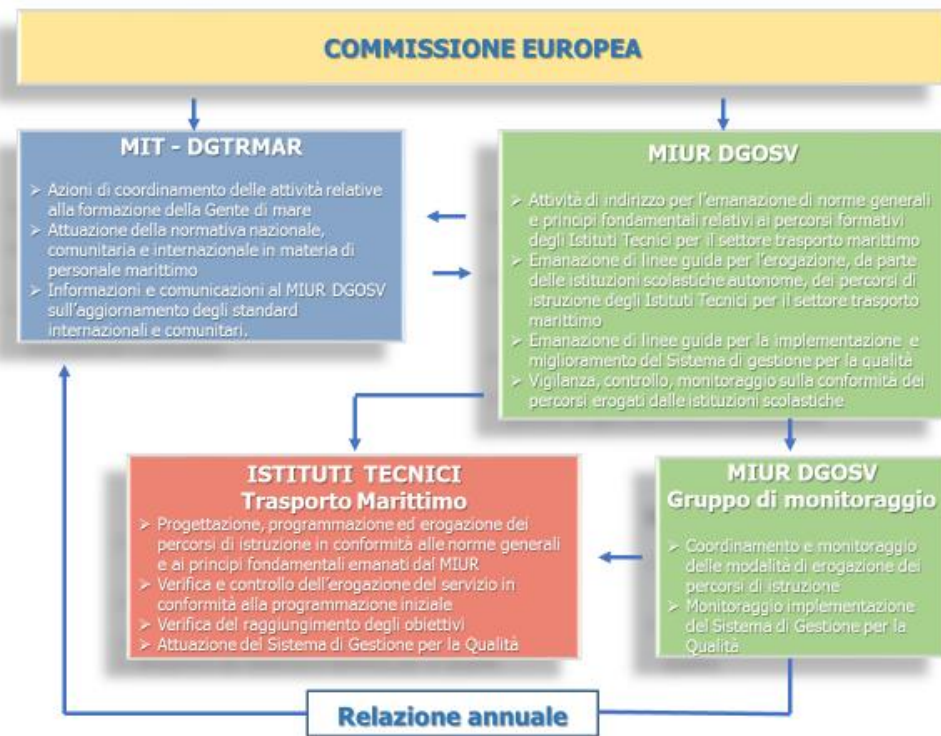 COMMISSIONE EUROPEA
MIT - DGTRMAR
➢ Azioni di coordinamento delle attività relative
alla formazione della Gente di mare
➢ Attuazione della normativa nazionale,
comunitaria e internazionale in materia di
personale marittimo
➢ Informazioni e comunicazioni al MIUR DGOSV
sull'aggiornamento degli standard
internazionali e comunitari.
MIUR DGOSV
➢ Attività di indirizzo per l'emanazione di norme generali
e principi fondamentali relativi ai percorsi formativi
degli Istituti Tecnici per il settore trasporto marittimo
➢ Emanazione di linee guida per l'erogazione, da parte
delle istituzioni scolastiche autonome, dei percorsi di
istruzione degli Istituti Tecnici per il settore trasporto
marittimo
➢ Emanazione di linee guida per la implementazione e
miglioramento del Sistema di gestione per la qualità
➢ Vigilanza, controllo, monitoraggio sulla conformità dei
percorsi erogati dalle istituzioni scolastiche
ISTITUTI TECNICI
Trasporto Marittimo
➢ Progettazione, programmazione ed erogazione dei
percorsi di istruzione in conformità alle norme generali
e ai principi fondamentali emanati dal MIUR
➢ Verifica e controllo dell'erogazione del servizio in
conformità alla programmazione iniziale
➢ Verifica del raggiungimento degli obiettivi
➢ Attuazione del Sistema di Gestione per la Qualità
MIUR DGOSV
Gruppo di monitoraggio
➢ Coordinamento e monitoraggio
delle modalità di erogazione dei
percorsi di istruzione
➢ Monitoraggio implementazione
del Sistema di Gestione per la
Qualità
Relazione annuale